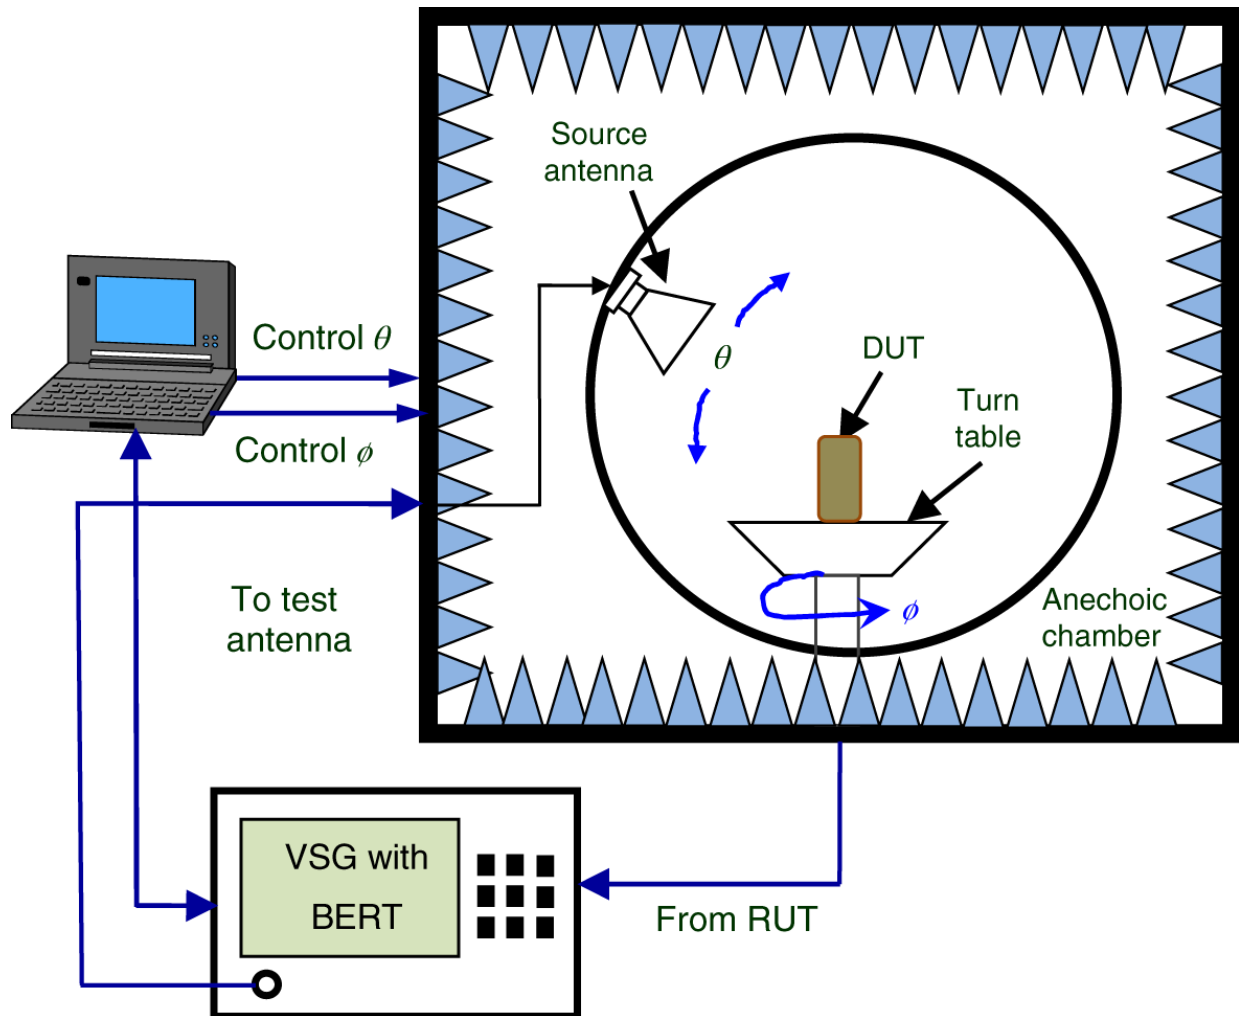 Source
antenna
Control θ
θ
DUT
Turn
table
Control ϕ
To test
antenna
ϕ
Anechoic
chamber
VSG with
BERT
From RUT